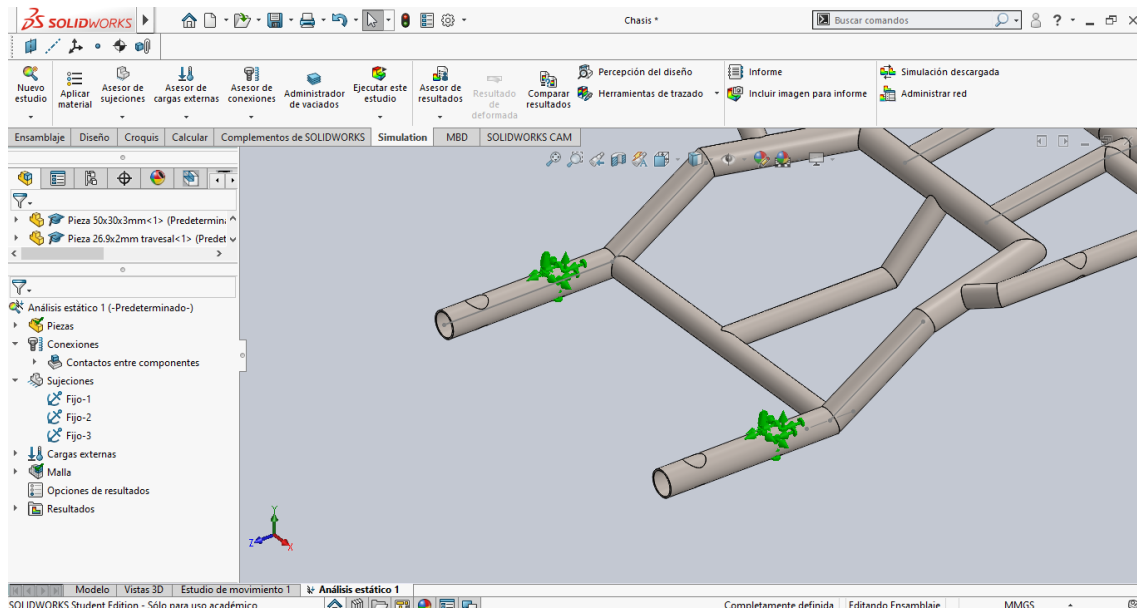 SOLIDWORKS
Chasis *
Buscar comandos
Nuevo estudio
Aplicar material
Asesor de sujeciones
Asesor de cargas externas
Asesor de conexiones
Administrador de vaciados
Ejecutar este estudio
Asesor de resultados
Resultado de deformada
Comparar resultados
Percepción del diseño
Herramientas de trazado
Informe
Incluir imagen para informe
Simulación descargada
Administrar red
Ensamblaje Diseño Croquis Calcular Complementos de SOLIDWORKS Simulation MBD SOLIDWORKS CAM
Pieza 50x30x3mm<1> (Predetermin
Pieza 26.9x2mm travesal<1> (Predet
Análisis estático 1 (-Predeterminado-)
Piezas
Conexiones
Contactos entre componentes
Sujeciones
Fijo-1
Fijo-2
Fijo-3
Cargas externas
Malla
Opciones de resultados
Resultados
Y
Z
X
Modelo Vistas 3D Estudio de movimiento 1 Análisis estático 1
SOLIDWORKS Student Edition - Sólo para uso académico Completamente definida Editando Ensamblaje MMGS